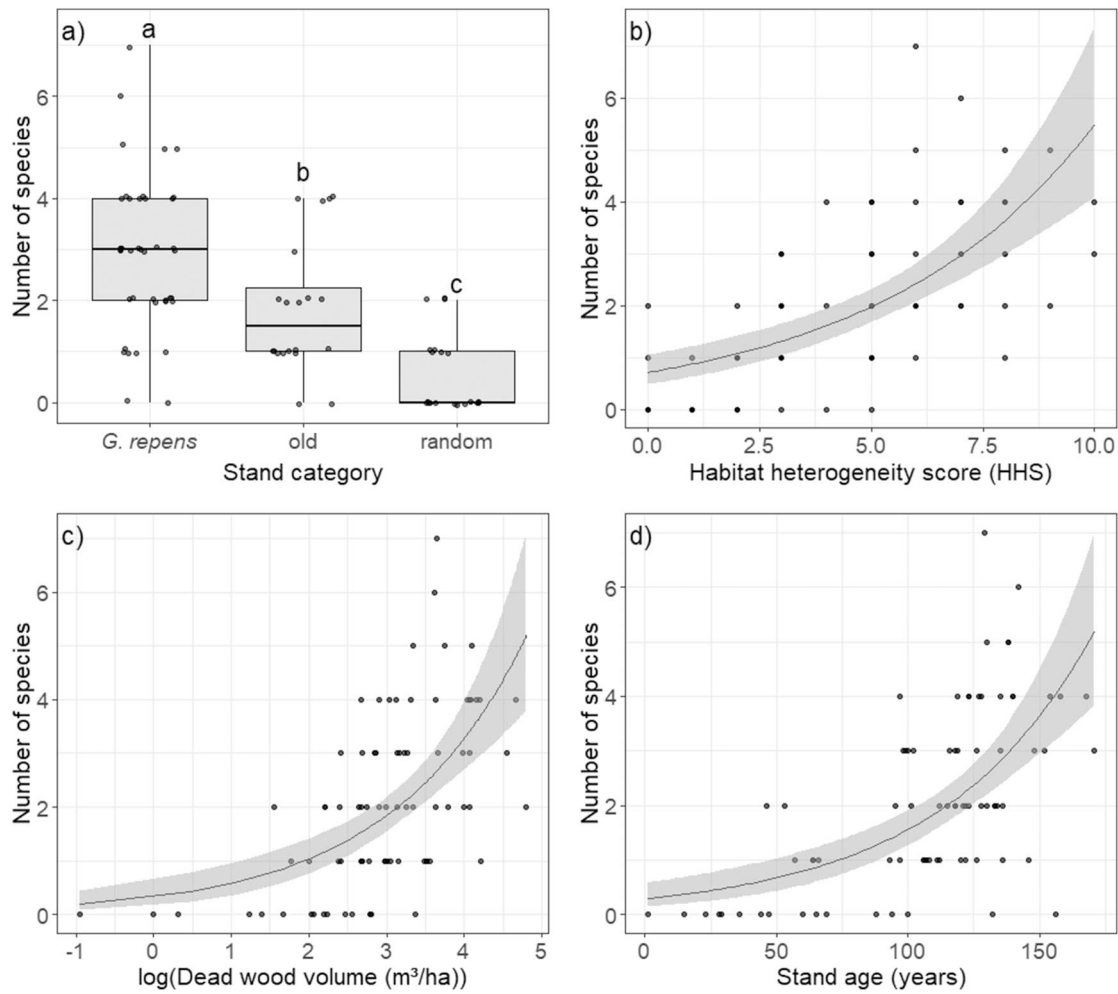 a)
a
b
c
Number of species
6
4
2
0
G. repens old random
Stand category
b)
Number of species
6
4
2
0
0.0 2.5 5.0 7.5 10.0
Habitat heterogeneity score (HHS)
c)
Number of species
6
4
2
0
-1 0 1 2 3 4 5
log(Dead wood volume (m³/ha))
d)
Number of species
6
4
2
0
0 50 100 150
Stand age (years)